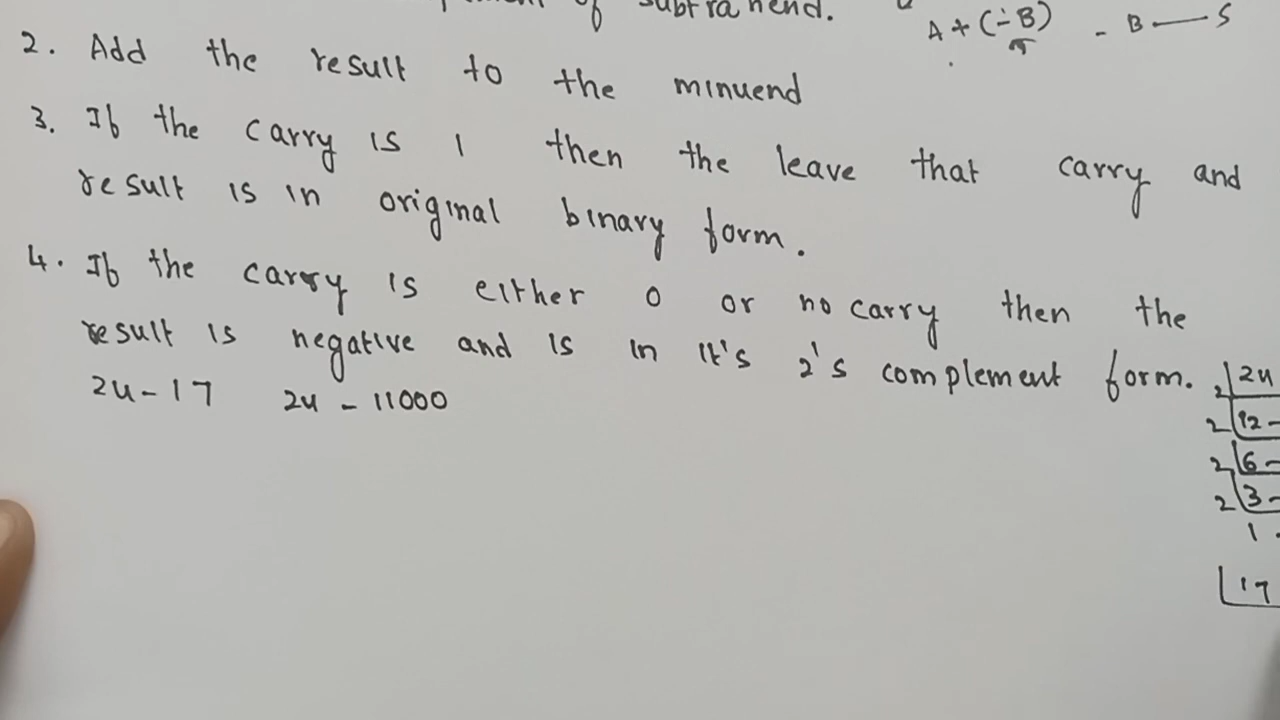 of subtrahend.
A + (-B) - B — S
2. Add the result to the minuend
3. If the carry is 1 then the leave that carry and
result is in original binary form.
4. If the carry is either 0 or no carry then the
result is negative and is in it's 2's complement form.
24-17 24 - 11000
2 24
2 12 -
2 6 -
2 3 -
1
17